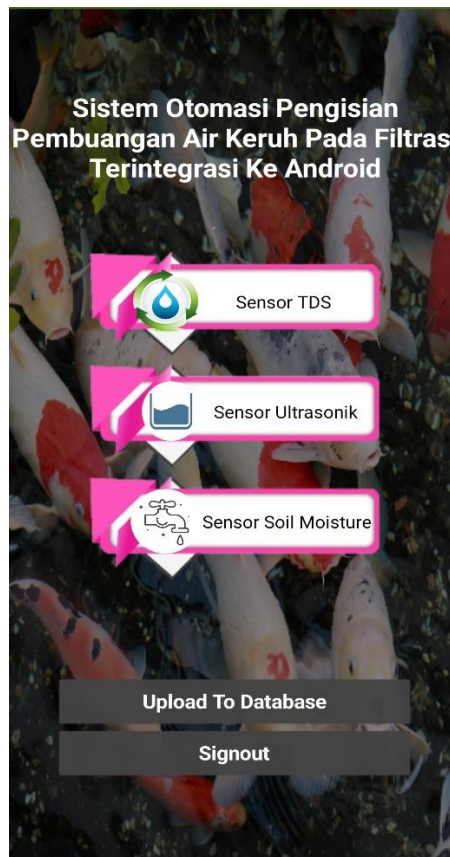 Sistem Otomasi Pengisian
Pembuangan Air Keruh Pada Filtras
Terintegrasi Ke Android
Sensor TDS
Sensor Ultrasonik
Sensor Soil Moisture
Upload To Database
Signout